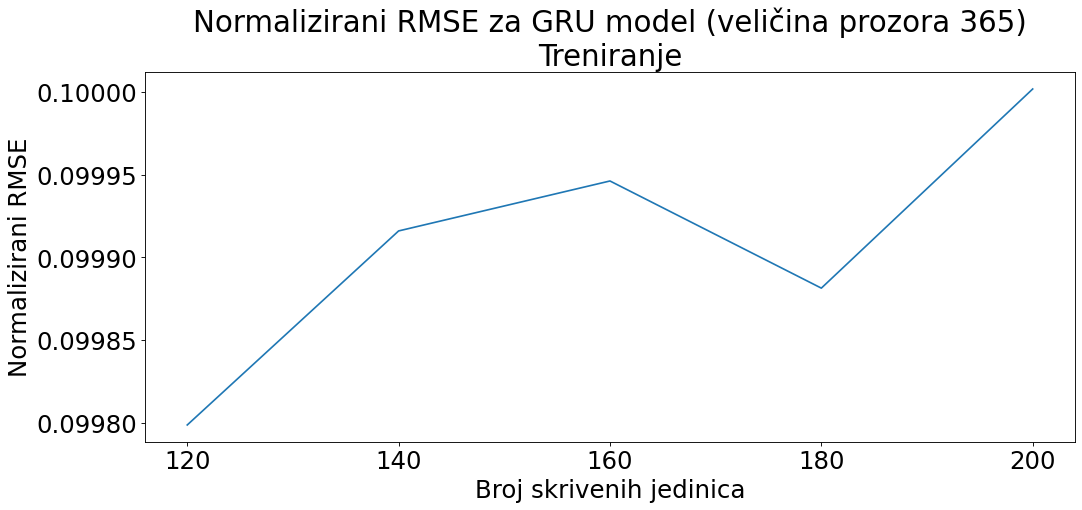 Normalizirani RMSE za GRU model (veličina prozora 365)
Treniranje
Normalizirani RMSE
0.10000
0.09995
0.09990
0.09985
0.09980
120 140 160 180 200
Broj skrivenih jedinica